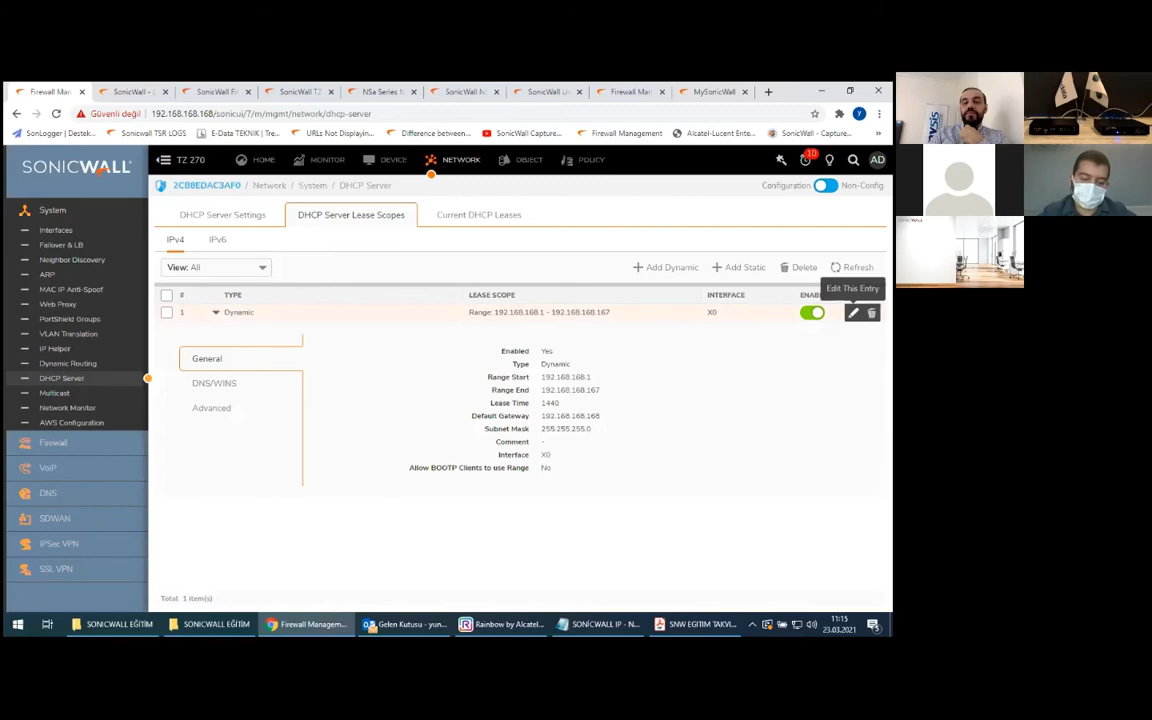 Firewall Ma
SonicWall - L
SonicWall Fi
SonicWall TZ
NSa Series N
SonicWall N
SonicWall Li
Firewall Man
MySonicWall
Güvenli değil
192.168.168.168/sonicui/7/m/mgmt/network/dhcp-server
SonLogger | Destek...
Sonicwall TSR LOGS
E-Data TEKNİK | Tre...
URLs Not Displayin...
Difference between...
SonicWall Capture...
Firewall Management
Alcatel-Lucent Ente...
SonicWall - Capture...
SONICWALL
TZ 270
HOME
MONITOR
DEVICE
NETWORK
OBJECT
POLICY
10
AD
2CB8EDAC3AF0 / Network / System / DHCP Server
Configuration
Non-Config
System
Interfaces
Failover & LB
Neighbor Discovery
ARP
MAC IP Anti-Spoof
Web Proxy
PortShield Groups
VLAN Translation
IP Helper
Dynamic Routing
DHCP Server
Multicast
Network Monitor
AWS Configuration
Firewall
VoIP
DNS
SDWAN
IPSec VPN
SSL VPN
DHCP Server Settings
DHCP Server Lease Scopes
Current DHCP Leases
IPv4
IPv6
View: All
Add Dynamic
Add Static
Delete
Refresh
Edit This Entry
#
TYPE
LEASE SCOPE
INTERFACE
ENAB
1
Dynamic
Range: 192.168.168.1 - 192.168.168.167
X0
General
DNS/WINS
Advanced
Enabled Yes
Type Dynamic
Range Start 192.168.168.1
Range End 192.168.168.167
Lease Time 1440
Default Gateway 192.168.168.168
Subnet Mask 255.255.255.0
Comment -
Interface X0
Allow BOOTP Clients to use Range No
Total: 1 item(s)
SONICWALL EĞİTİM
SONICWALL EĞİTİM
Firewall Managem...
Gelen Kutusu - yun...
Rainbow by Alcatel...
SONİCWALL IP - N...
SNW EGITIM TAKVI...
11:15
23.03.2021